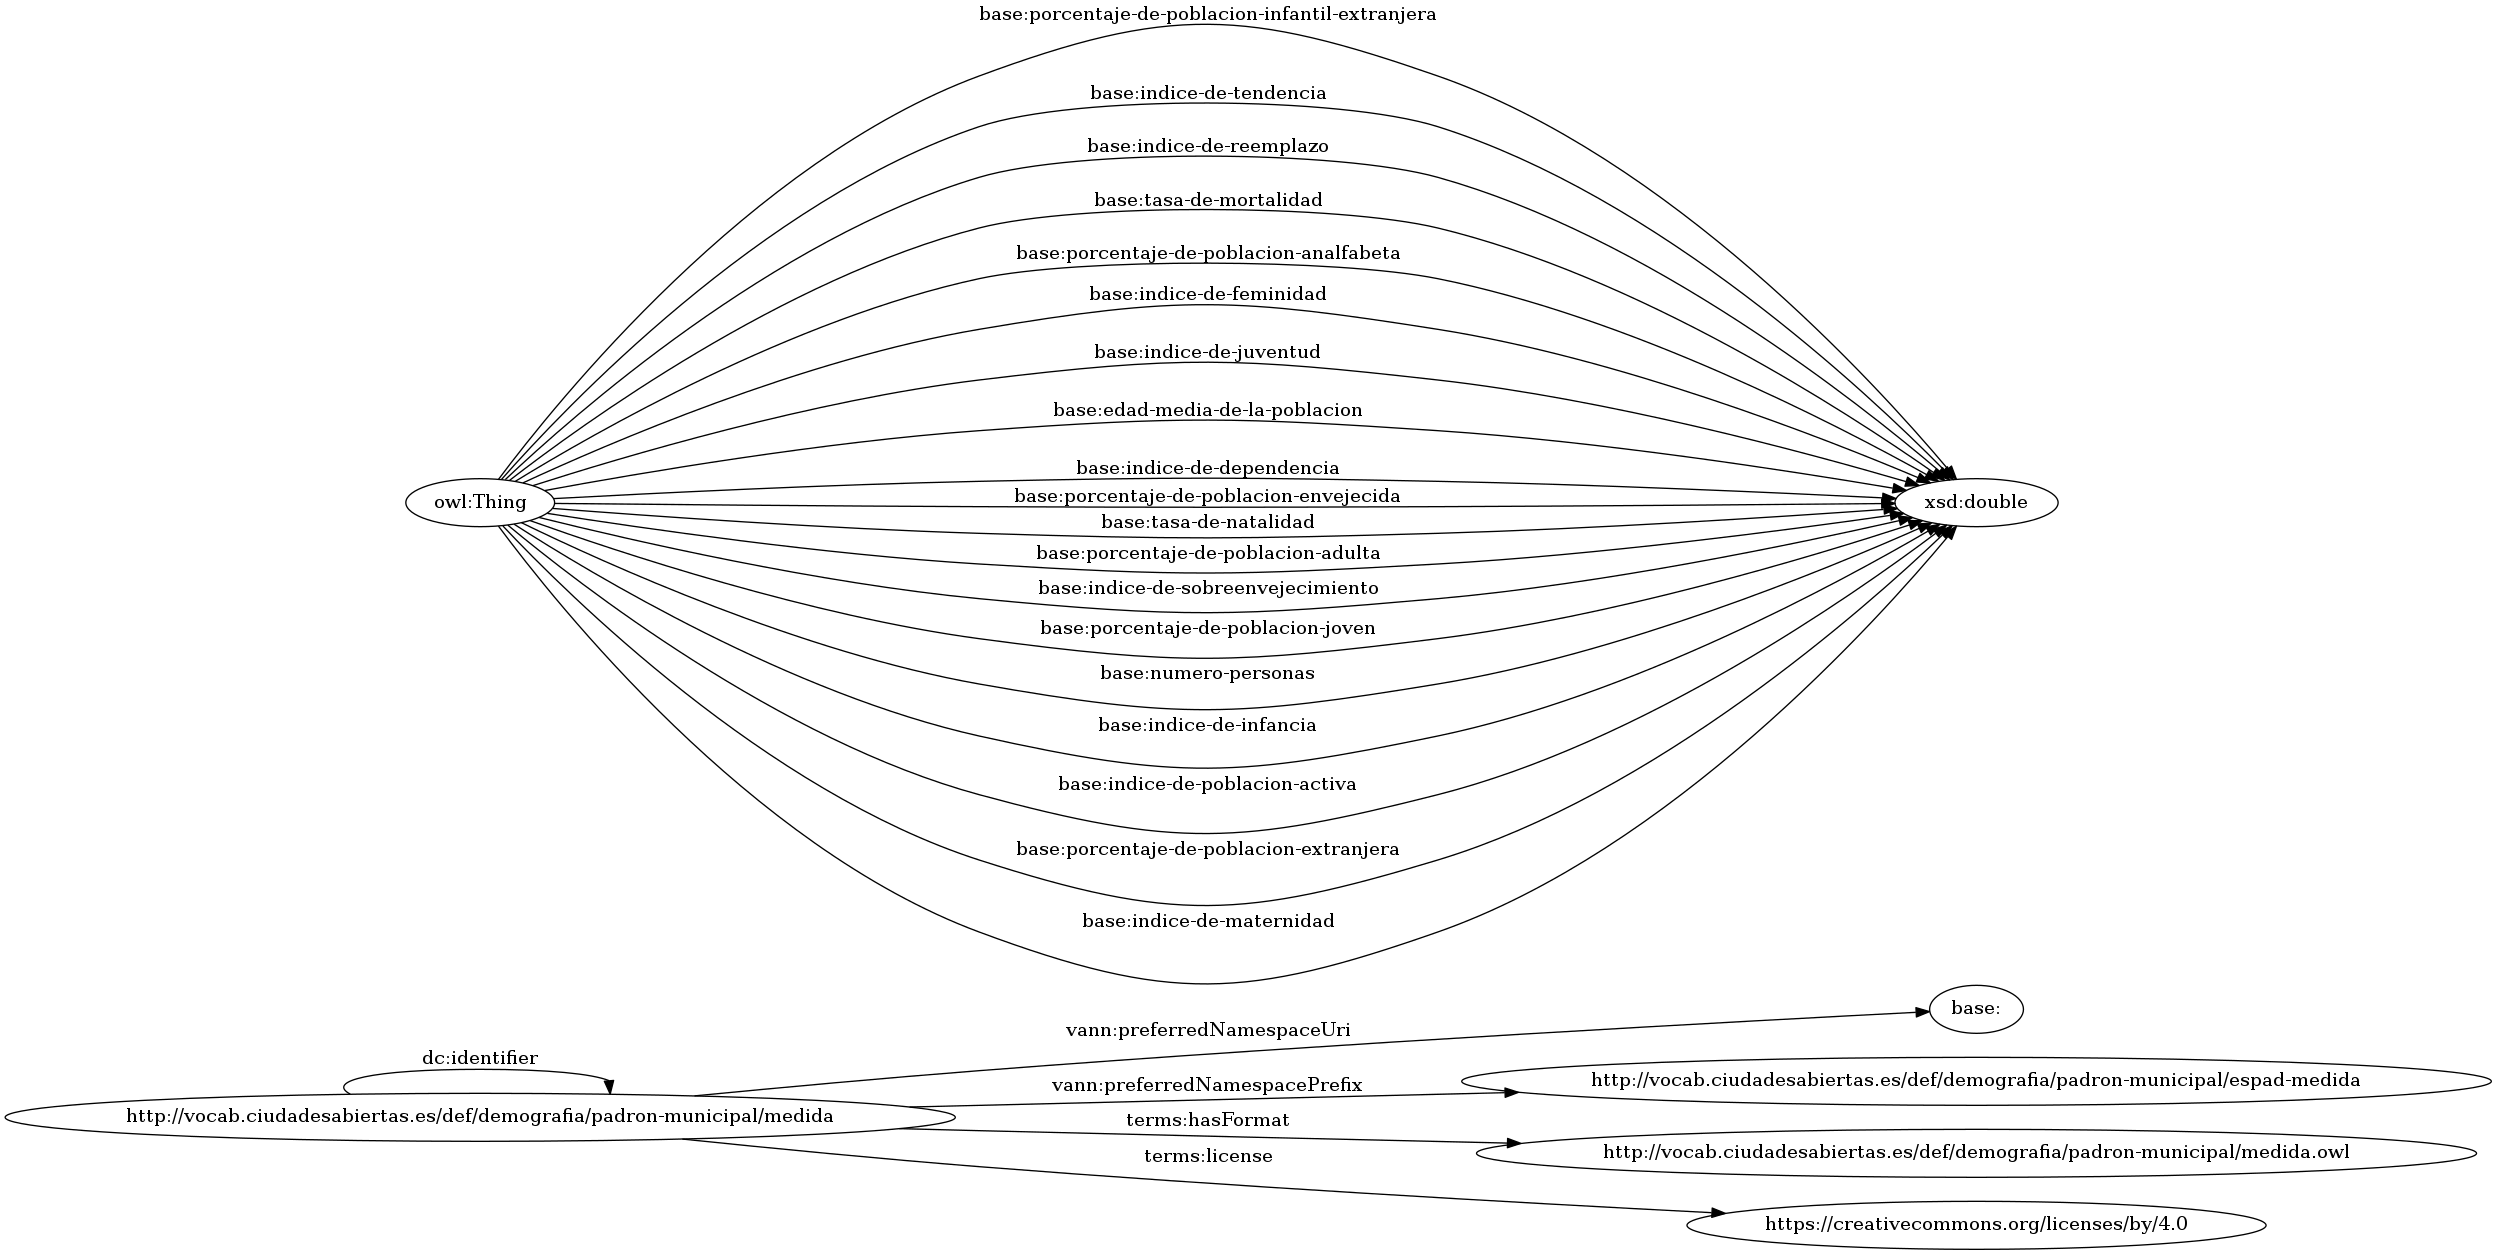 base:porcentaje-de-poblacion-infantil-extranjera
base:indice-de-tendencia
base:indice-de-reemplazo
base:tasa-de-mortalidad
base:porcentaje-de-poblacion-analfabeta
base:indice-de-feminidad
base:indice-de-juventud
base:edad-media-de-la-poblacion
base:indice-de-dependencia
base:porcentaje-de-poblacion-envejecida
owl:Thing
xsd:double
base:tasa-de-natalidad
base:porcentaje-de-poblacion-adulta
base:indice-de-sobreenvejecimiento
base:porcentaje-de-poblacion-joven
base:numero-personas
base:indice-de-infancia
base:indice-de-poblacion-activa
base:porcentaje-de-poblacion-extranjera
base:indice-de-maternidad
base:
vann:preferredNamespaceUri
dc:identifier
http://vocab.ciudadesabiertas.es/def/demografia/padron-municipal/espad-medida
vann:preferredNamespacePrefix
http://vocab.ciudadesabiertas.es/def/demografia/padron-municipal/medida
terms:hasFormat
http://vocab.ciudadesabiertas.es/def/demografia/padron-municipal/medida.owl
terms:license
https://creativecommons.org/licenses/by/4.0